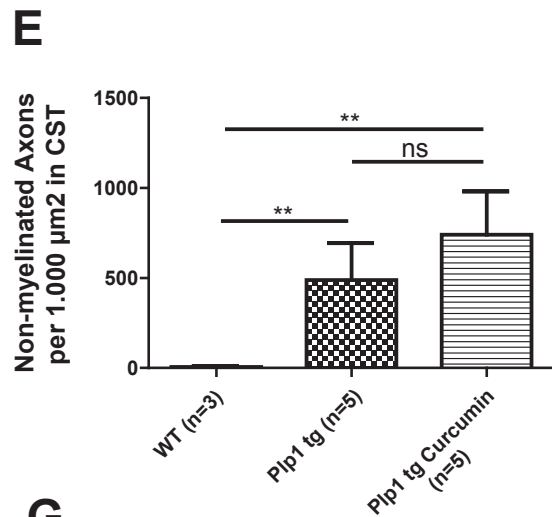 E
Non-myelinated Axons
per 1.000 µm2 in CST
1500
1000
500
0
**
ns
**
WT (n=3)
Plp1 tg (n=5)
Plp1 tg Curcumin
(n=5)